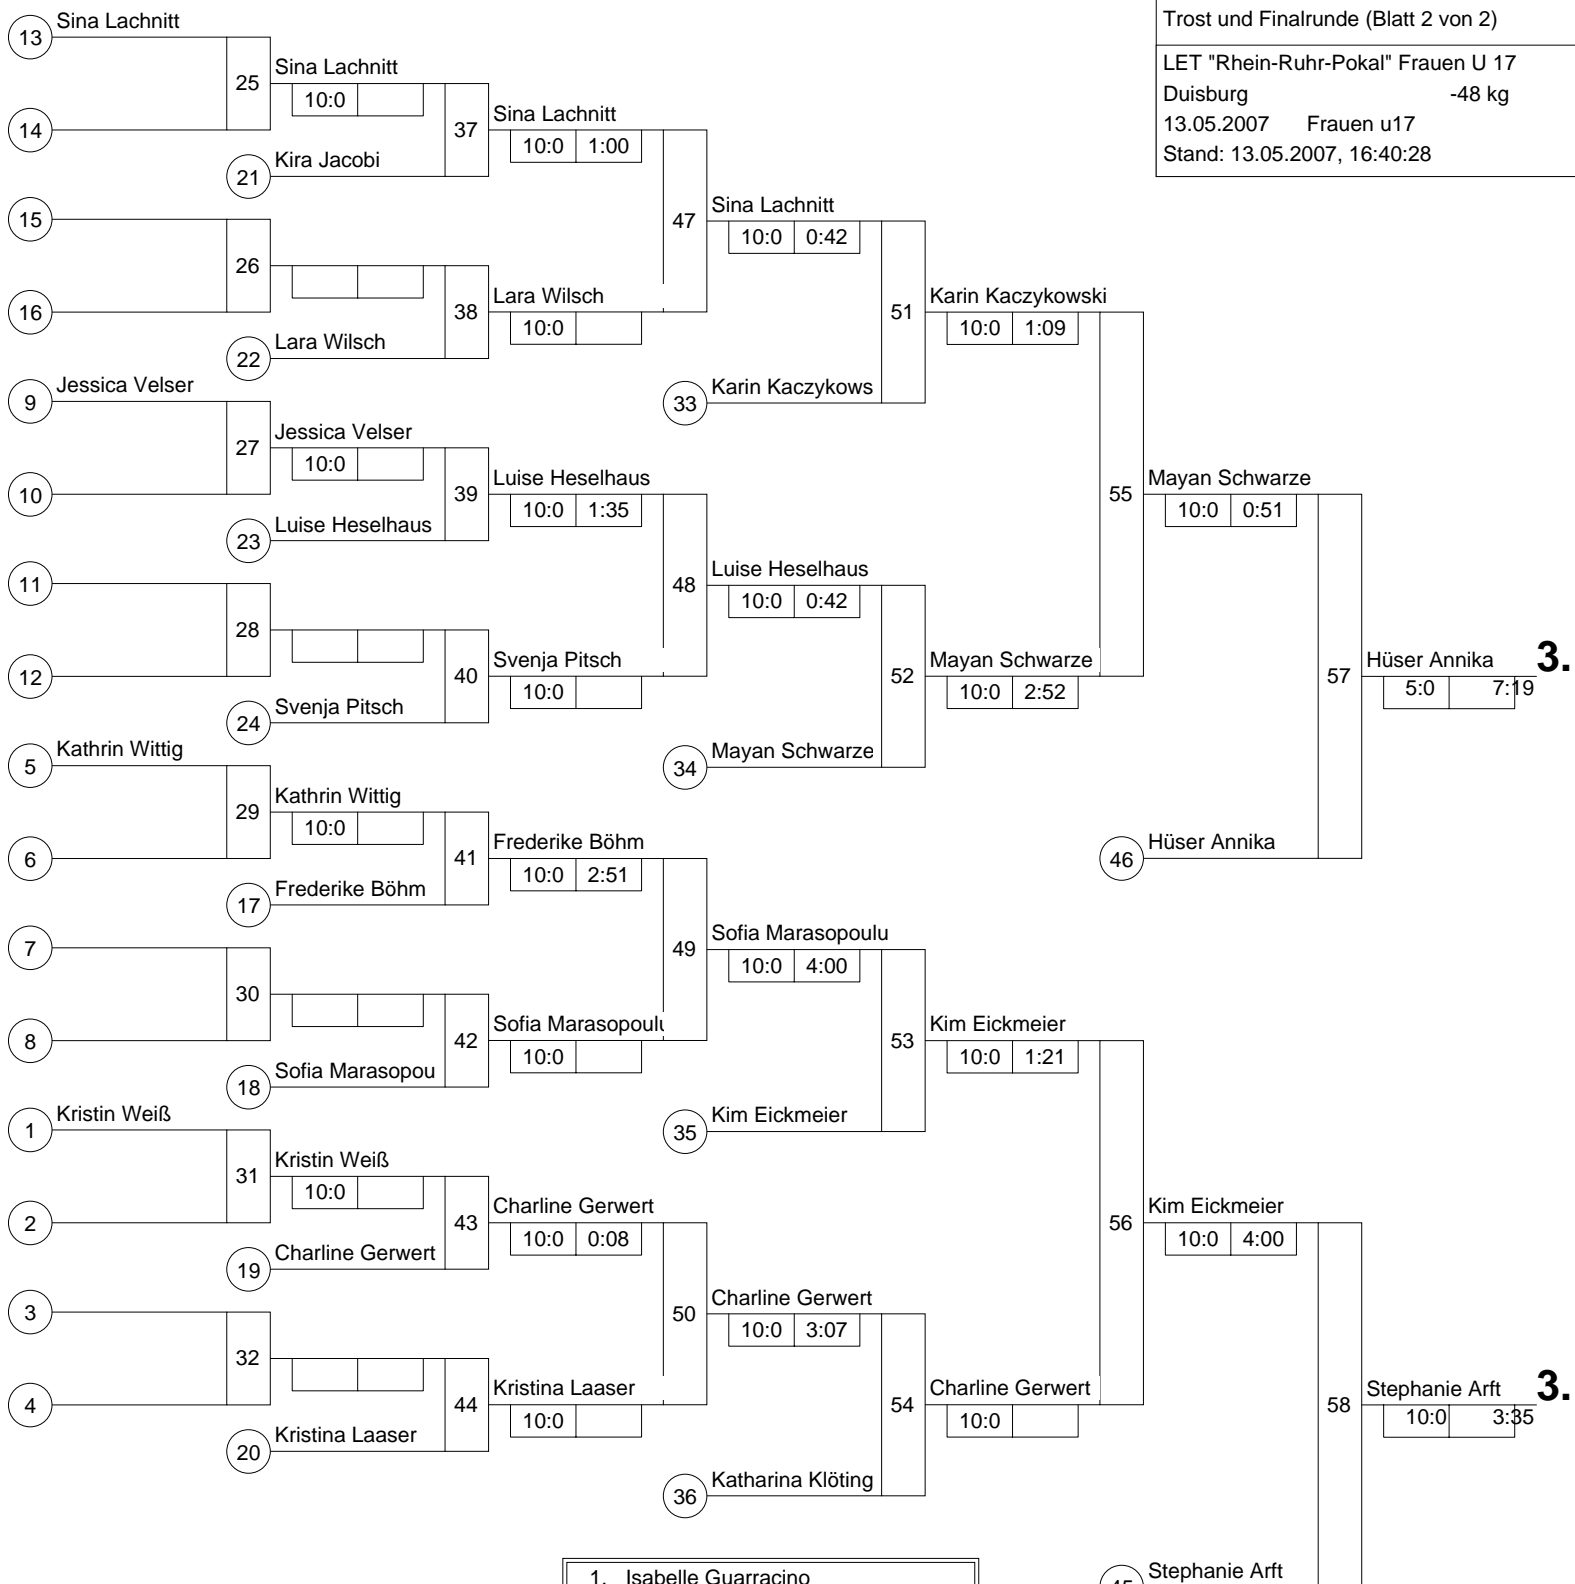 Trost und Finalrunde (Blatt 2 von 2)
LET "Rhein-Ruhr-Pokal" Frauen U 17
Duisburg -48 kg
13.05.2007 Frauen u17
Stand: 13.05.2007, 16:40:28
13 Sina Lachnitt
25 Sina Lachnitt
10:0
14
37 Sina Lachnitt
10:0 1:00
21 Kira Jacobi
15
47 Sina Lachnitt
10:0 0:42
26
16
38 Lara Wilsch
10:0
22 Lara Wilsch
51 Karin Kaczykowski
10:0 1:09
9 Jessica Velser
33 Karin Kaczykows
27 Jessica Velser
10:0
10
39 Luise Heselhaus
10:0 1:35
23 Luise Heselhaus
55 Mayan Schwarze
10:0 0:51
11
48 Luise Heselhaus
10:0 0:42
28
12
40 Svenja Pitsch
10:0
24 Svenja Pitsch
52 Mayan Schwarze
10:0 2:52
57 Hüser Annika 3.
5:0 7:19
5 Kathrin Wittig
34 Mayan Schwarze
29 Kathrin Wittig
10:0
6
41 Frederike Böhm
10:0 2:51
46 Hüser Annika
17 Frederike Böhm
7
49 Sofia Marasopoulu
10:0 4:00
30
8
42 Sofia Marasopoulu
10:0
18 Sofia Marasopou
53 Kim Eickmeier
10:0 1:21
1 Kristin Weiß
35 Kim Eickmeier
31 Kristin Weiß
10:0
2
43 Charline Gerwert
10:0 0:08
19 Charline Gerwert
56 Kim Eickmeier
10:0 4:00
3
50 Charline Gerwert
10:0 3:07
32
4
44 Kristina Laaser
10:0
20 Kristina Laaser
54 Charline Gerwert
10:0
58 Stephanie Arft 3.
10:0 3:35
36 Katharina Klöting
1. Isabelle Guarracino
45 Stephanie Arft